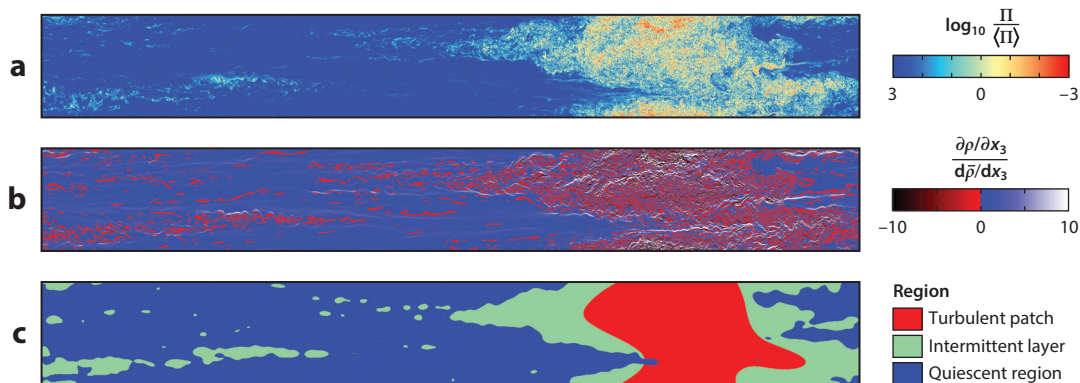 a
log₁₀ Π/⟨Π⟩
3 0 −3
b
∂ρ/∂x₃
dρ̄/dx₃
−10 0 10
c
Region
Turbulent patch
Intermittent layer
Quiescent region